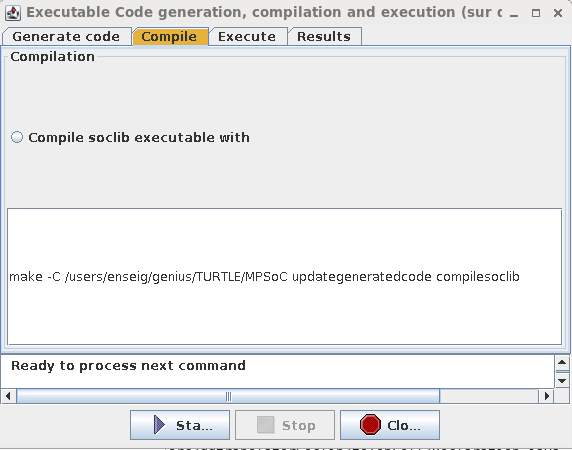 Executable Code generation, compilation and execution (sur
Generate code Compile Execute Results
Compilation
Compile soclib executable with
make -C /users/enseig/genius/TURTLE/MPSoC updategeneratedcode compilesoclib
Ready to process next command
Sta... Stop Clo...